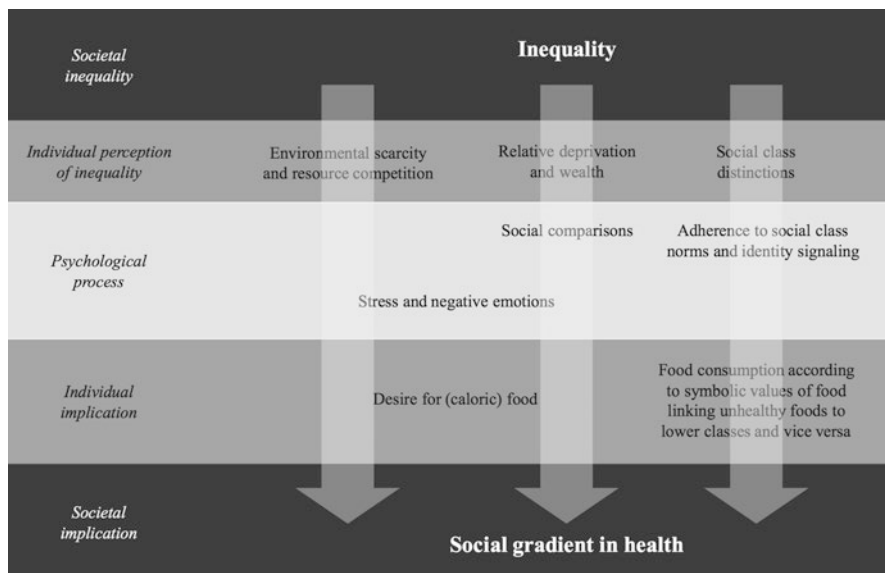 Societal
inequality
Inequality
Individual perception
of inequality
Environmental scarcity
and resource competition
Relative deprivation
and wealth
Social class
distinctions
Psychological
process
Social comparisons
Adherence to social class
norms and identity signaling
Stress and negative emotions
Individual
implication
Desire for (caloric) food
Food consumption according
to symbolic values of food
linking unhealthy foods to
lower classes and vice versa
Societal
implication
Social gradient in health